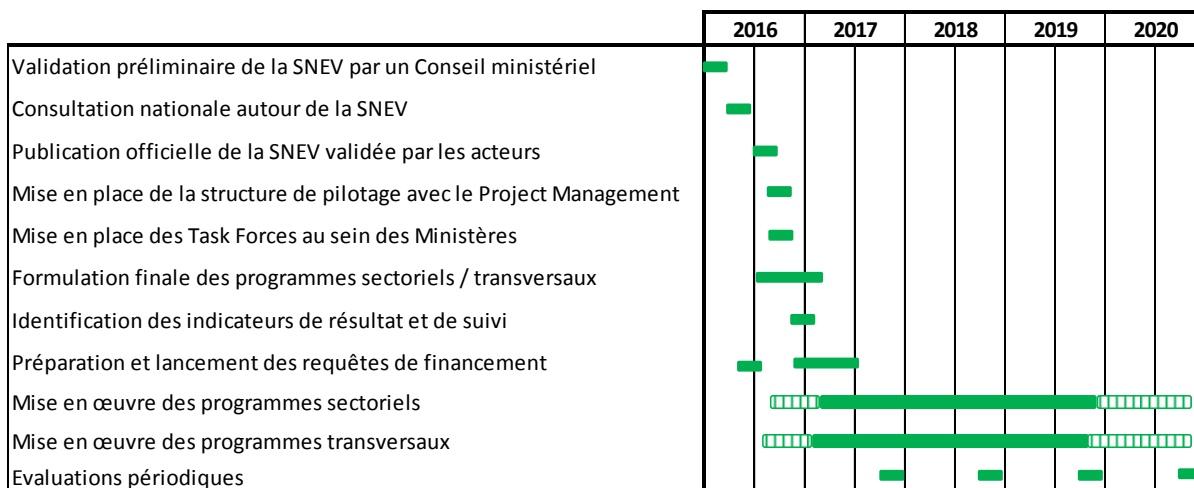 2016 2017 2018 2019 2020
Validation préliminaire de la SNEV par un Conseil ministériel
Consultation nationale autour de la SNEV
Publication officielle de la SNEV validée par les acteurs
Mise en place de la structure de pilotage avec le Project Management
Mise en place des Task Forces au sein des Ministères
Formulation finale des programmes sectoriels / transversaux
Identification des indicateurs de résultat et de suivi
Préparation et lancement des requêtes de financement
Mise en œuvre des programmes sectoriels
Mise en œuvre des programmes transversaux
Evaluations périodiques